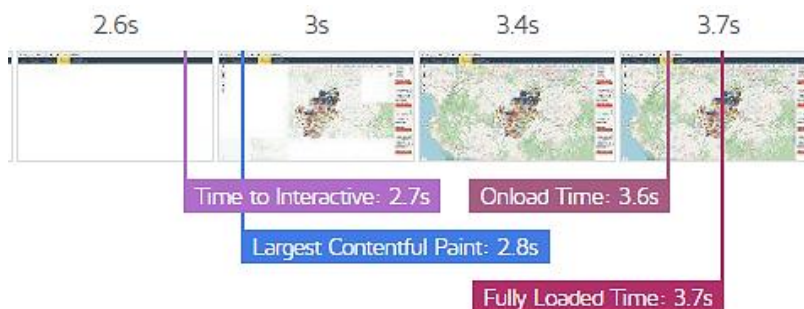 2.6s 3s 3.4s 3.7s
Time to Interactive: 2.7s
Onload Time: 3.6s
Largest Contentful Paint: 2.8s
Fully Loaded Time: 3.7s